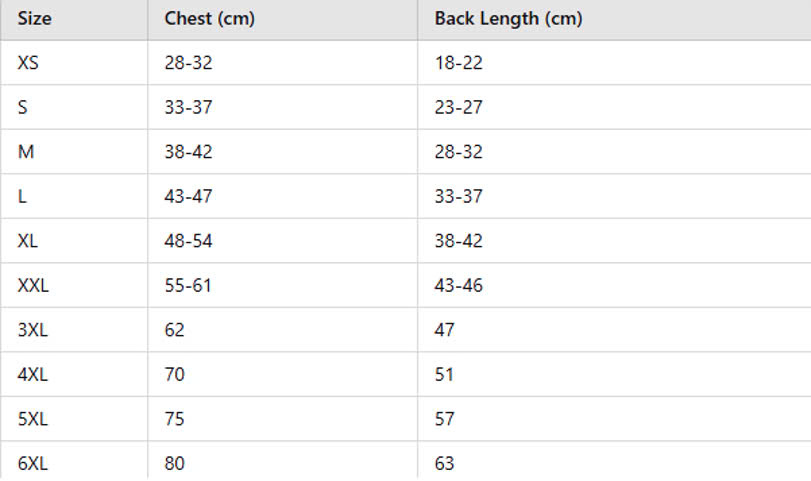 Size Chest (cm) Back Length (cm)
XS 28-32 18-22
S 33-37 23-27
M 38-42 28-32
L 43-47 33-37
XL 48-54 38-42
XXL 55-61 43-46
3XL 62 47
4XL 70 51
5XL 75 57
6XL 80 63